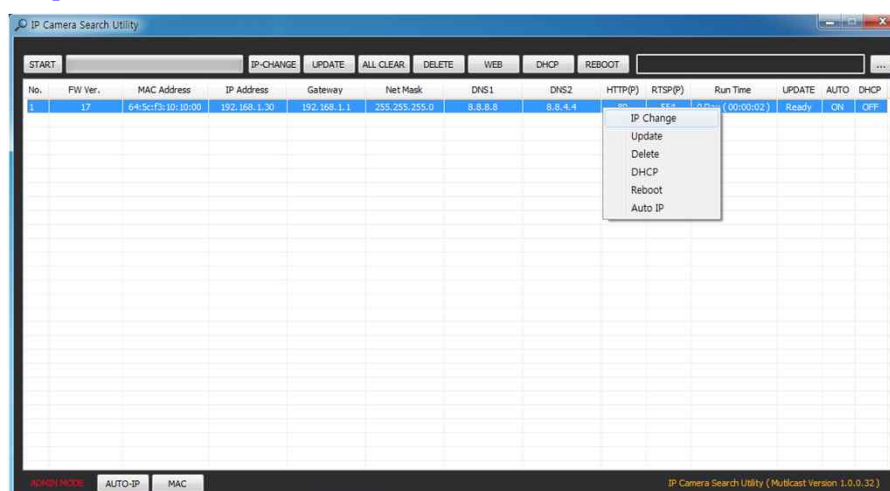 IP Camera Search Utility
START IP-CHANGE UPDATE ALL CLEAR DELETE WEB DHCP REBOOT ...
No. FW Ver. MAC Address IP Address Gateway Net Mask DNS1 DNS2 HTTP(P) RTSP(P) Run Time UPDATE AUTO DHCP
1 17 64:5c:f3:10:10:00 192.168.1.30 192.168.1.1 255.255.255.0 8.8.8.8 8.8.4.4 ( 00:00:02 ) Ready ON OFF
IP Change
Update
Delete
DHCP
Reboot
Auto IP
ADMIN MODE AUTO-IP MAC IP Camera Search Utility ( Mutilcast Version 1.0.0.32 )